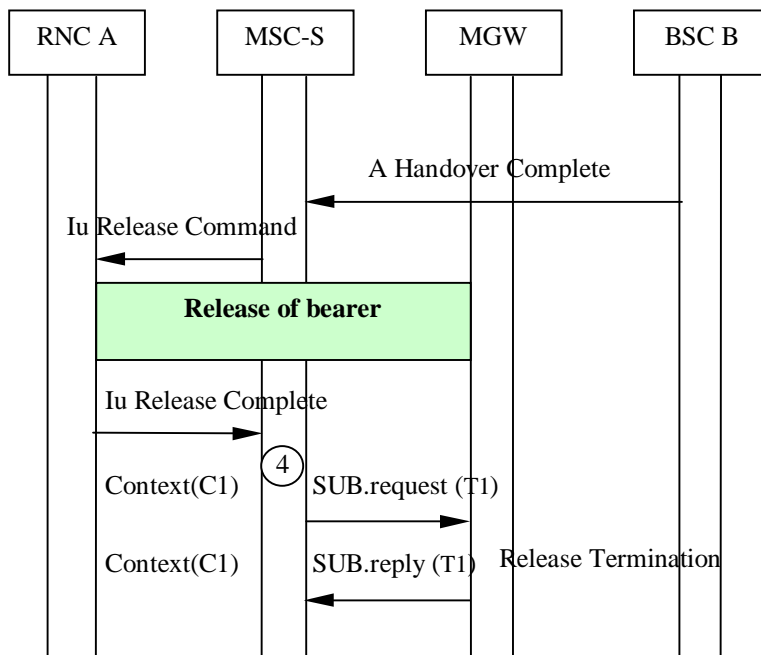 RNC A
MSC-S
MGW
BSC B
A Handover Complete
Iu Release Command
Release of bearer
Iu Release Complete
4
Context(C1)
SUB.request (T1)
Context(C1)
SUB.reply (T1)
Release Termination